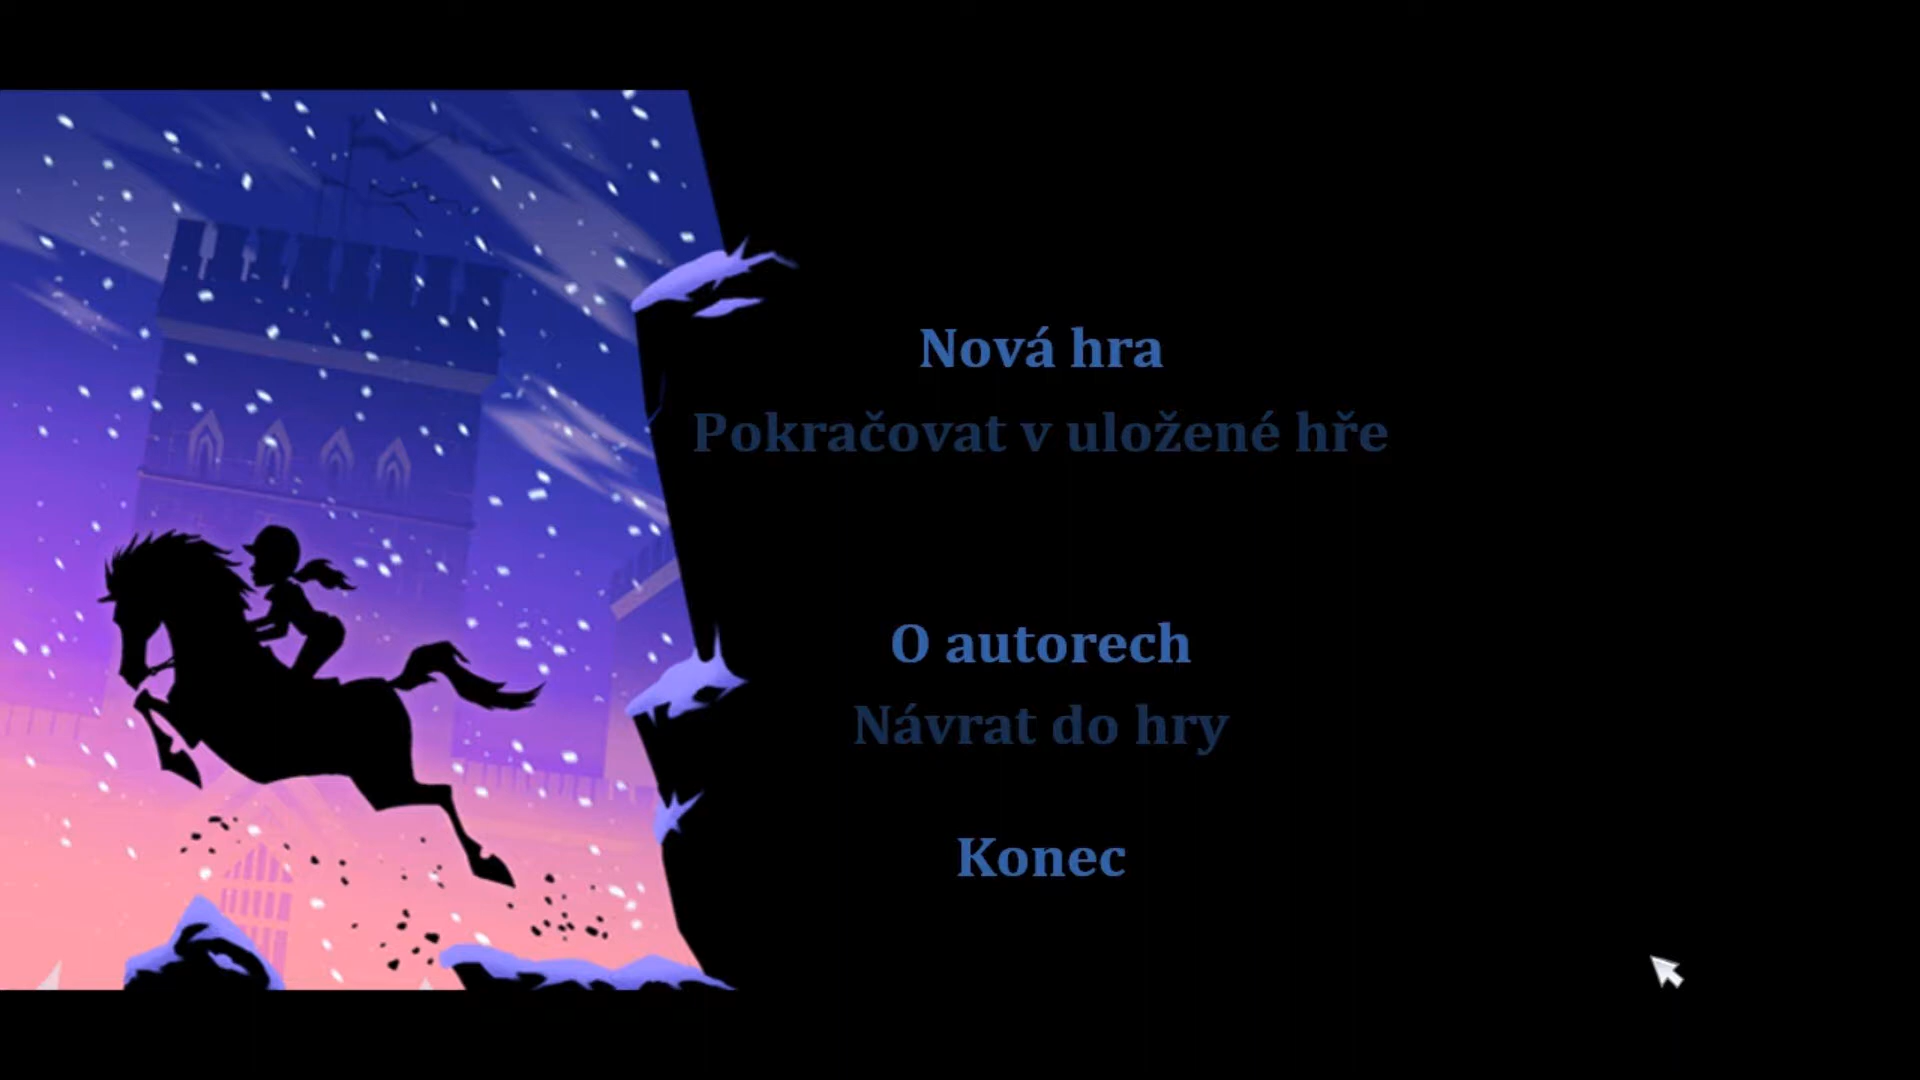 Nová hra
Pokračovat v uložené hře
O autorech
Návrat do hry
Konec